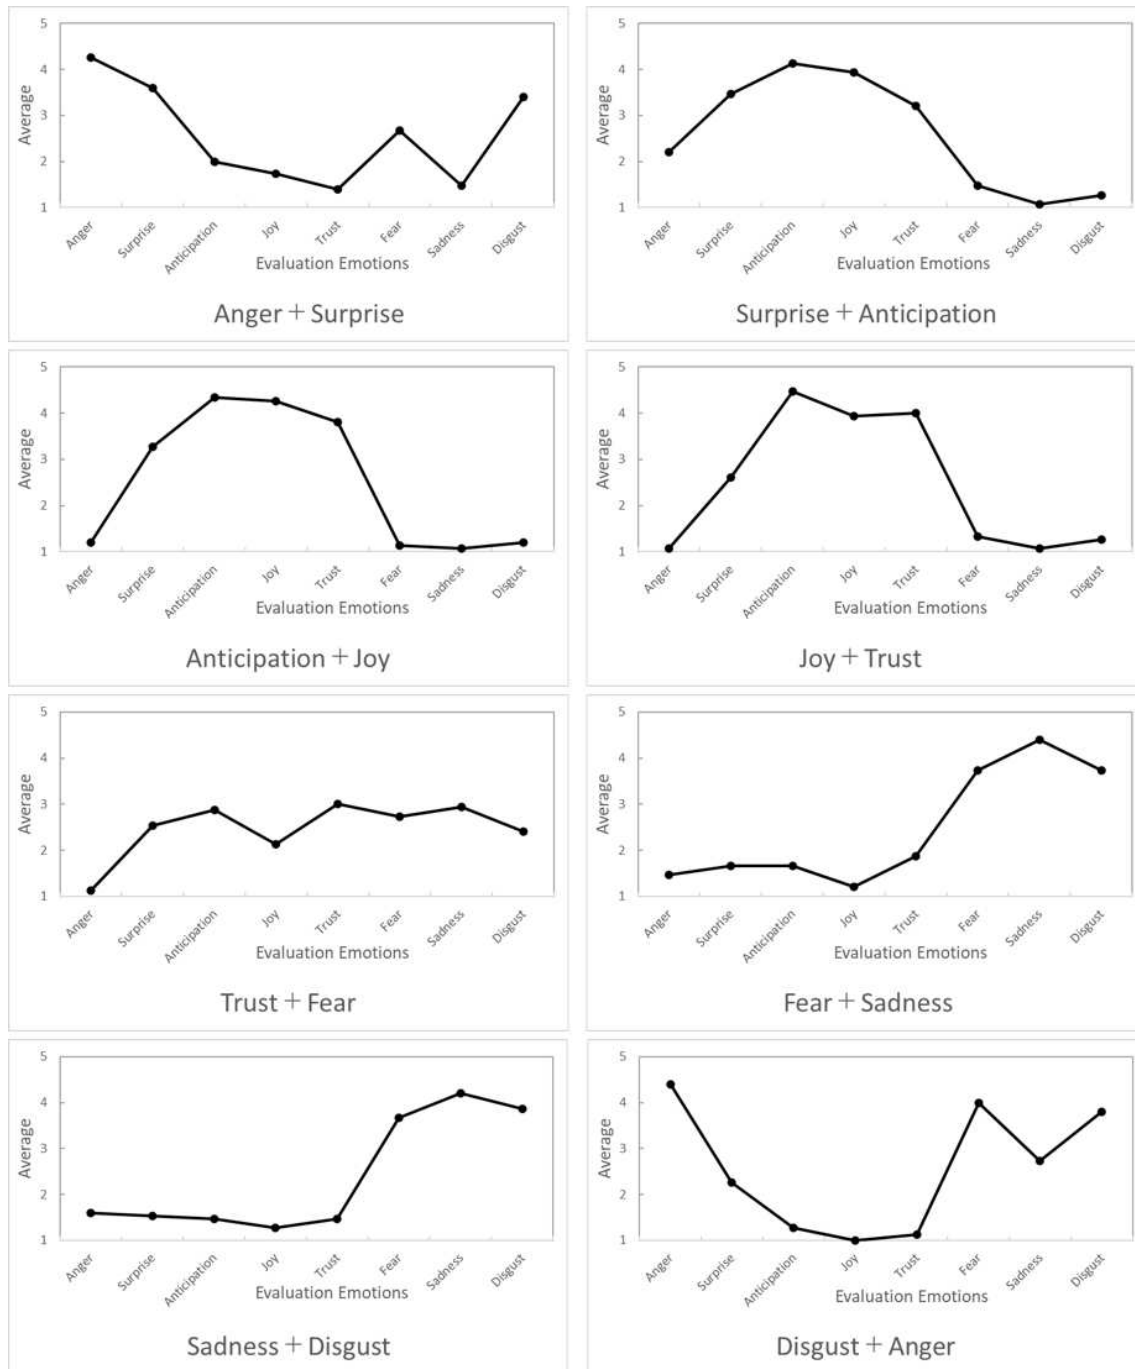 5
4
3
2
1
Average
Anger
Surprise
Anticipation
Joy
Trust
Fear
Sadness
Disgust
Evaluation Emotions
Anger + Surprise
5
4
3
2
1
Average
Anger
Surprise
Anticipation
Joy
Trust
Fear
Sadness
Disgust
Evaluation Emotions
Surprise + Anticipation
5
4
3
2
1
Average
Anger
Surprise
Anticipation
Joy
Trust
Fear
Sadness
Disgust
Evaluation Emotions
Anticipation + Joy
5
4
3
2
1
Average
Anger
Surprise
Anticipation
Joy
Trust
Fear
Sadness
Disgust
Evaluation Emotions
Joy + Trust
5
4
3
2
1
Average
Anger
Surprise
Anticipation
Joy
Trust
Fear
Sadness
Disgust
Evaluation Emotions
Trust + Fear
5
4
3
2
1
Average
Anger
Surprise
Anticipation
Joy
Trust
Fear
Sadness
Disgust
Evaluation Emotions
Fear + Sadness
5
4
3
2
1
Average
Anger
Surprise
Anticipation
Joy
Trust
Fear
Sadness
Disgust
Evaluation Emotions
Sadness + Disgust
5
4
3
2
1
Average
Anger
Surprise
Anticipation
Joy
Trust
Fear
Sadness
Disgust
Evaluation Emotions
Disgust + Anger